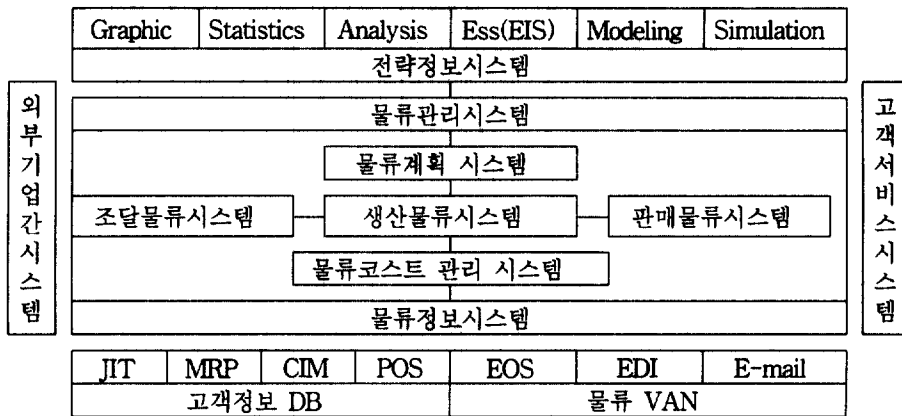 Graphic Statistics Analysis Ess(EIS) Modeling Simulation
전략정보시스템
외부기업간시스템
물류관리시스템
물류계획 시스템
조달물류시스템 생산물류시스템 판매물류시스템
물류코스트 관리 시스템
물류정보시스템
고객서비스시스템
JIT MRP CIM POS EOS EDI E-mail
고객정보 DB 물류 VAN